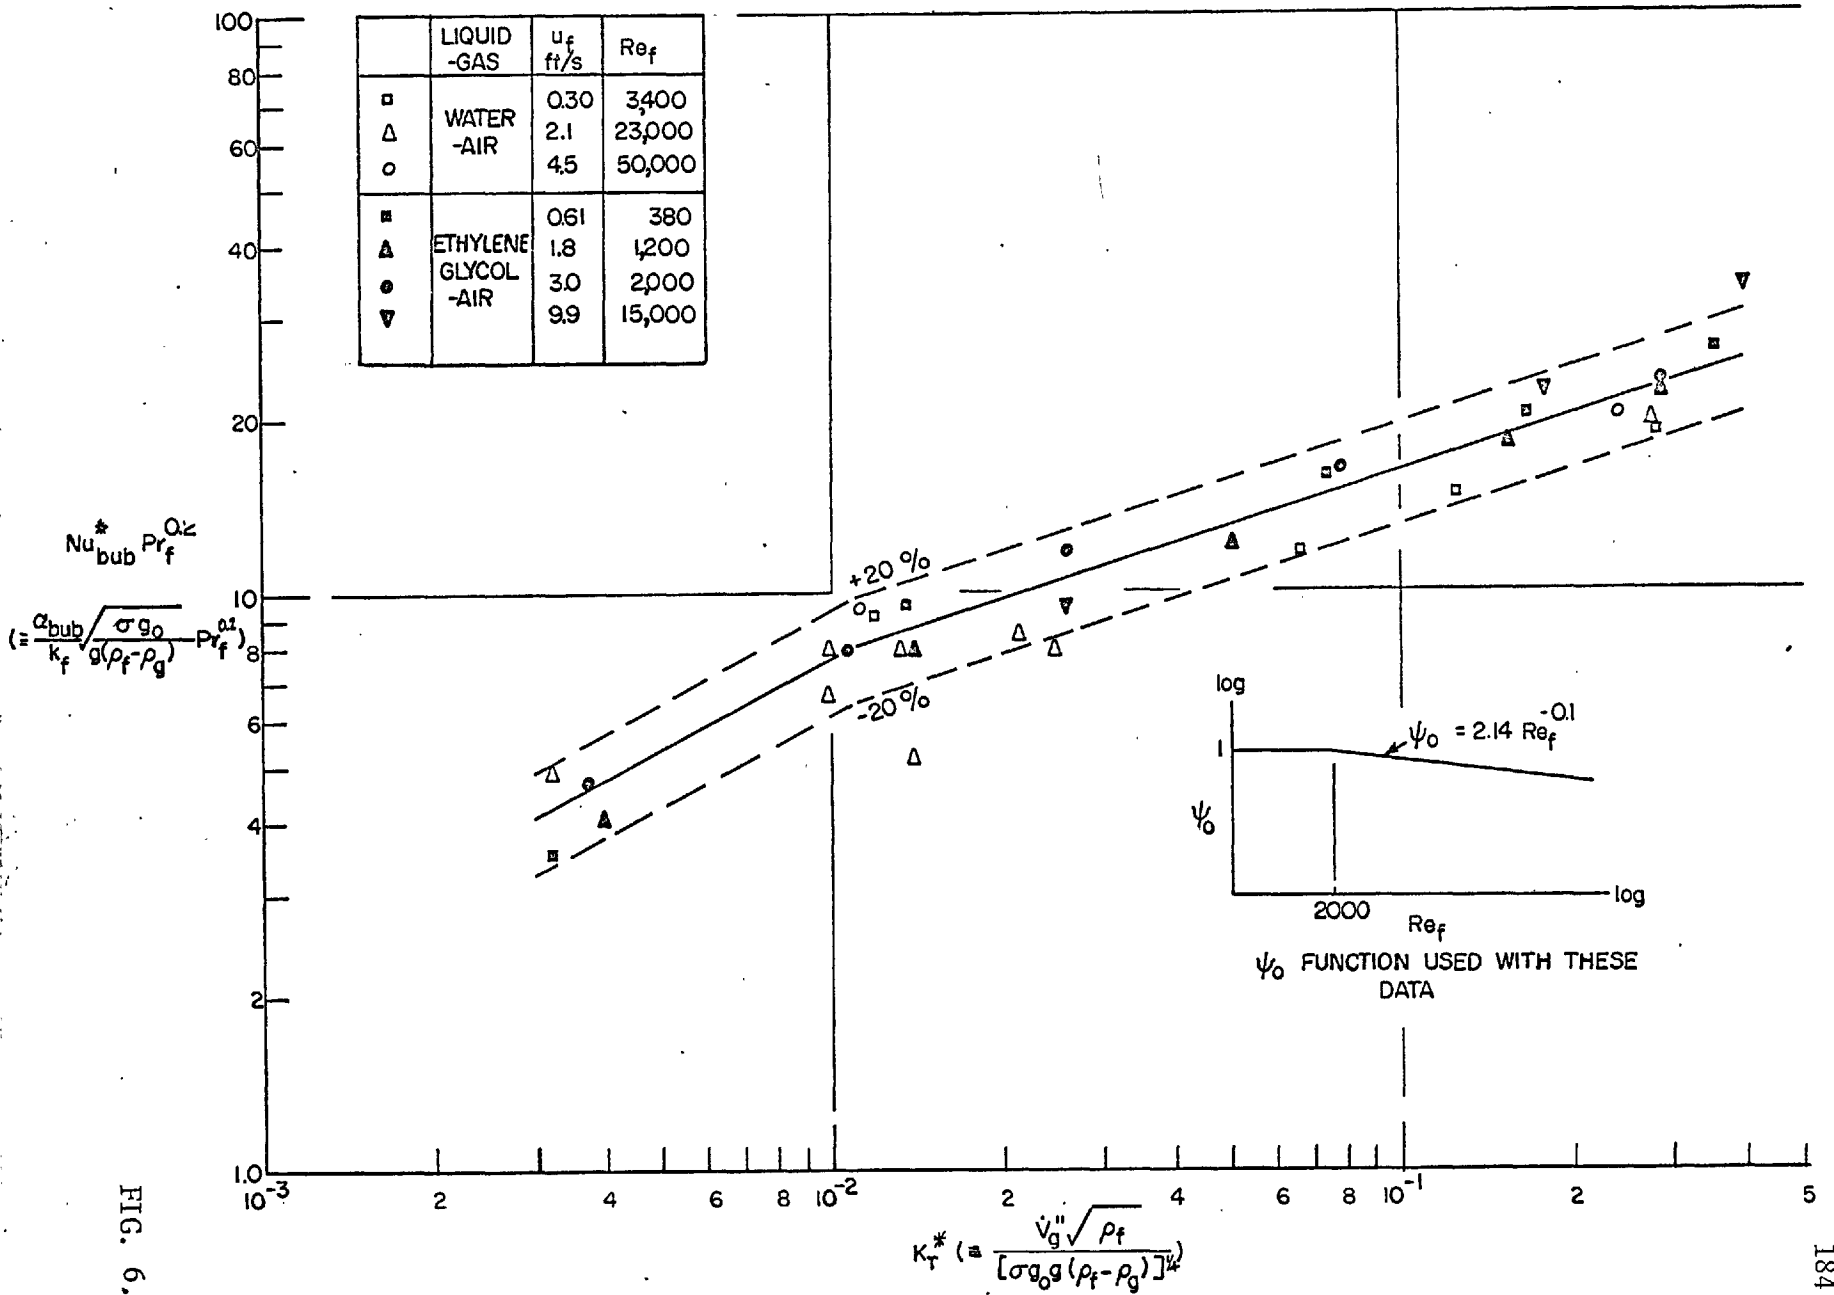 LIQUID -GAS u_f ft/s Re_f
WATER -AIR
0.30 3,400
2.1 23,000
4.5 50,000
ETHYLENE GLYCOL -AIR
0.61 380
1.8 1,200
3.0 2,000
9.9 15,000
100
80
60
40
20
10
8
6
4
2
1.0
Nu*_bub Pr_f^0.2
(≡ α_bub/k_f √(σ g_0 / g(ρ_f-ρ_g)) Pr_f^0.2)
+20%
-20%
log
1
ψ_0 = 2.14 Re_f^-0.1
ψ_0
log
2000
Re_f
ψ_0 FUNCTION USED WITH THESE
DATA
10^-3 2 4 6 8 10^-2 2 4 6 8 10^-1 2 5
K_T* (≡ V̇_g'' √ρ_f / [σg_0g(ρ_f-ρ_g)]^¼)
FIG. 6.
184